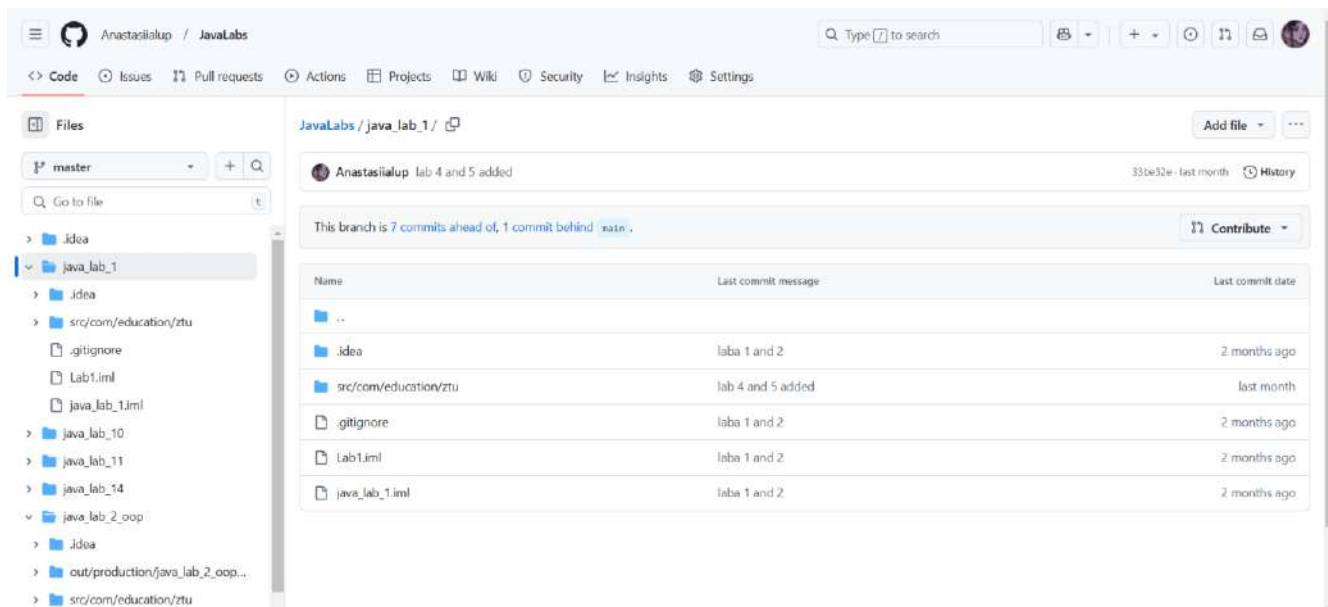 Anastasiialup / JavaLabs
Type / to search
Code Issues Pull requests Actions Projects Wiki Security Insights Settings
Files
master
Go to file t
.idea
java_lab_1
.idea
src/com/education/ztu
.gitignore
Lab1.iml
java_lab_1.iml
java_lab_10
java_lab_11
java_lab_14
java_lab_2_oop
.idea
out/production/java_lab_2_oop...
src/com/education/ztu
JavaLabs / java_lab_1 /
Add file
Anastasiialup lab 4 and 5 added 33be32e · last month History
This branch is 7 commits ahead of, 1 commit behind main .
Contribute
Name Last commit message Last commit date
..
.idea laba 1 and 2 2 months ago
src/com/education/ztu lab 4 and 5 added last month
.gitignore laba 1 and 2 2 months ago
Lab1.iml laba 1 and 2 2 months ago
java_lab_1.iml laba 1 and 2 2 months ago